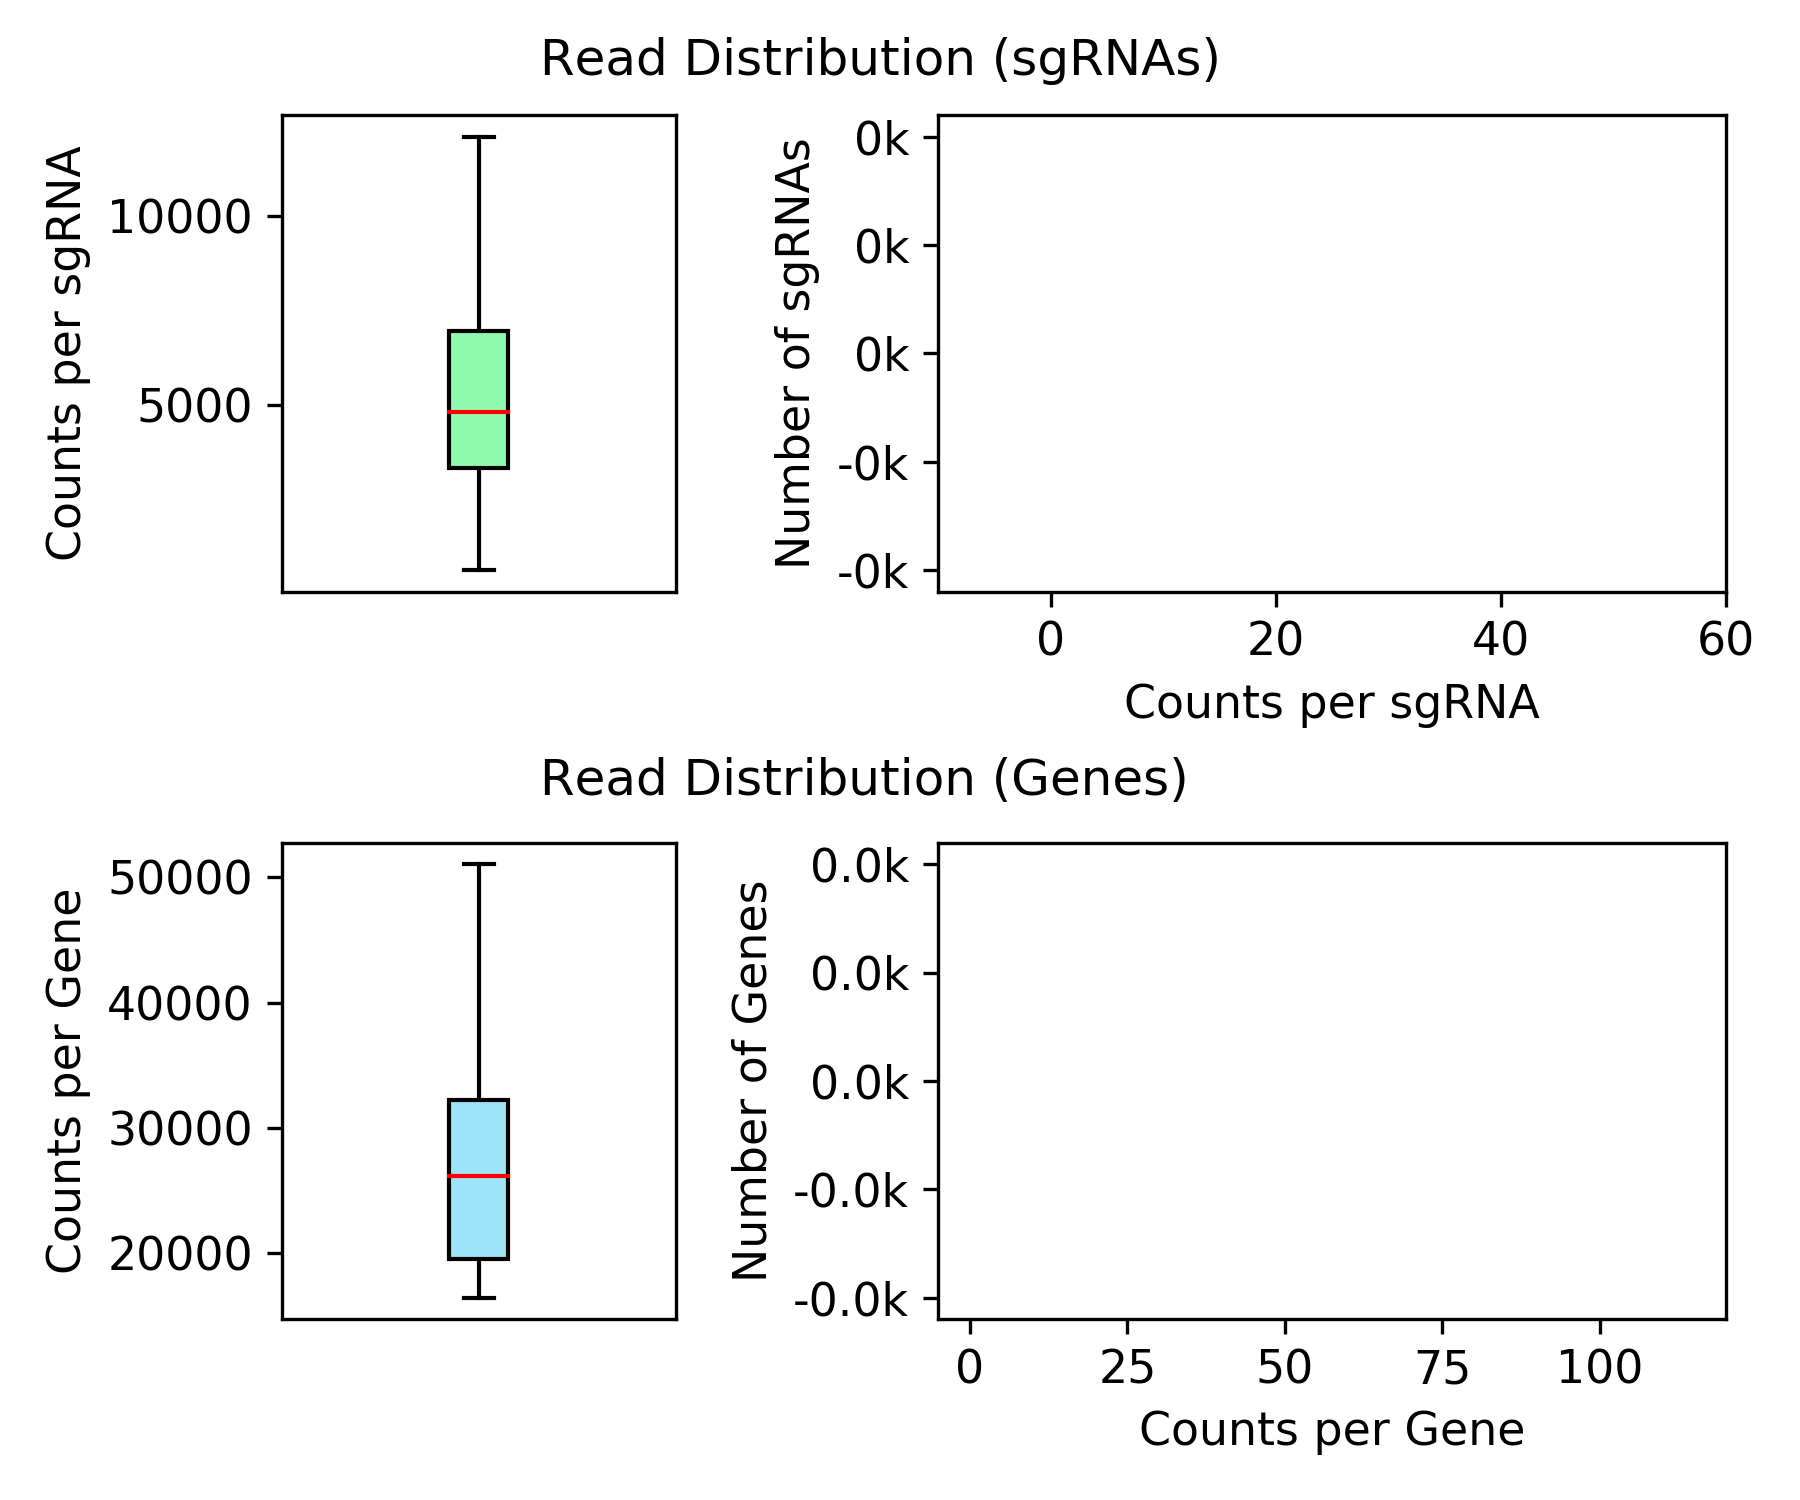 Read Distribution (sgRNAs)
Counts per sgRNA
10000
5000
Number of sgRNAs
0k
0k
0k
-0k
-0k
0 20 40 60
Counts per sgRNA
Read Distribution (Genes)
Counts per Gene
50000
40000
30000
20000
Number of Genes
0.0k
0.0k
0.0k
-0.0k
-0.0k
0 25 50 75 100
Counts per Gene